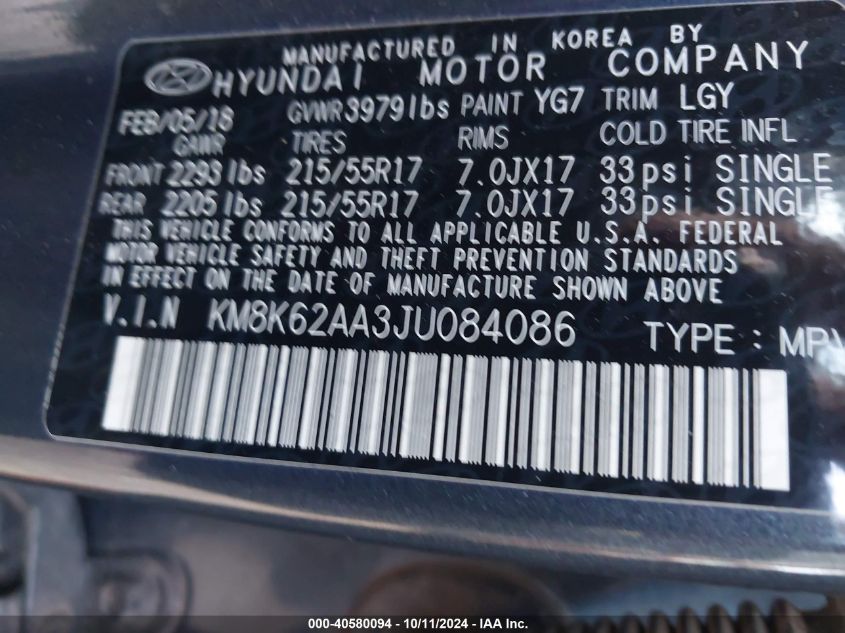 MANUFACTURED IN KOREA BY
HYUNDAI MOTOR COMPANY
FEB/05/18 GVWR3979lbs PAINT YG7 TRIM LGY
GAWR TIRES RIMS COLD TIRE INFL
FRONT 2293lbs 215/55R17 7.0JX17 33psi SINGLE
REAR 2205lbs 215/55R17 7.0JX17 33psi SINGLE
THIS VEHICLE CONFORMS TO ALL APPLICABLE U.S.A. FEDERAL
MOTOR VEHICLE SAFETY AND THEFT PREVENTION STANDARDS
IN EFFECT ON THE DATE OF MANUFACTURE SHOWN ABOVE
V.I.N KM8K62AA3JU084086 TYPE : MPV
000-40580094 - 10/11/2024 - IAA Inc.